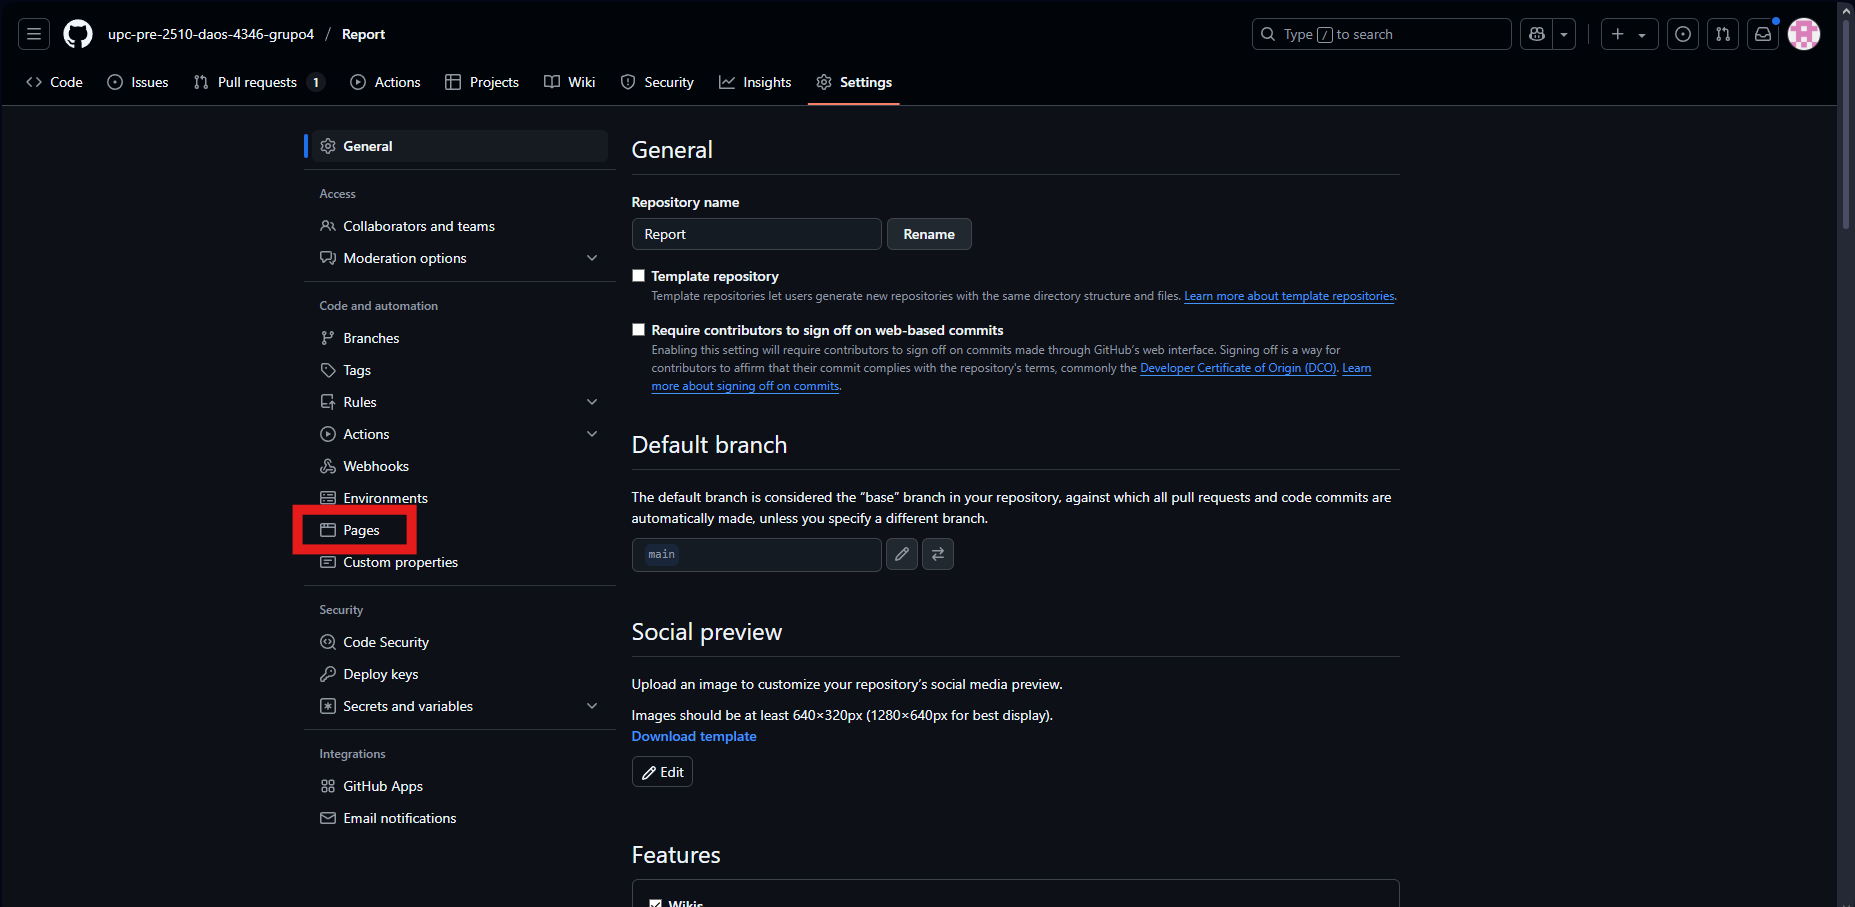 upc-pre-2510-daos-4346-grupo4 / Report
Type / to search
Code
Issues
Pull requests 1
Actions
Projects
Wiki
Security
Insights
Settings
General
Access
Collaborators and teams
Moderation options
Code and automation
Branches
Tags
Rules
Actions
Webhooks
Environments
Pages
Custom properties
Security
Code Security
Deploy keys
Secrets and variables
Integrations
GitHub Apps
Email notifications
General
Repository name
Report
Rename
Template repository
Template repositories let users generate new repositories with the same directory structure and files. Learn more about template repositories.
Require contributors to sign off on web-based commits
Enabling this setting will require contributors to sign off on commits made through GitHub's web interface. Signing off is a way for
contributors to affirm that their commit complies with the repository's terms, commonly the Developer Certificate of Origin (DCO). Learn
more about signing off on commits.
Default branch
The default branch is considered the “base” branch in your repository, against which all pull requests and code commits are
automatically made, unless you specify a different branch.
main
Social preview
Upload an image to customize your repository’s social media preview.
Images should be at least 640×320px (1280×640px for best display).
Download template
Edit
Features
Wikis